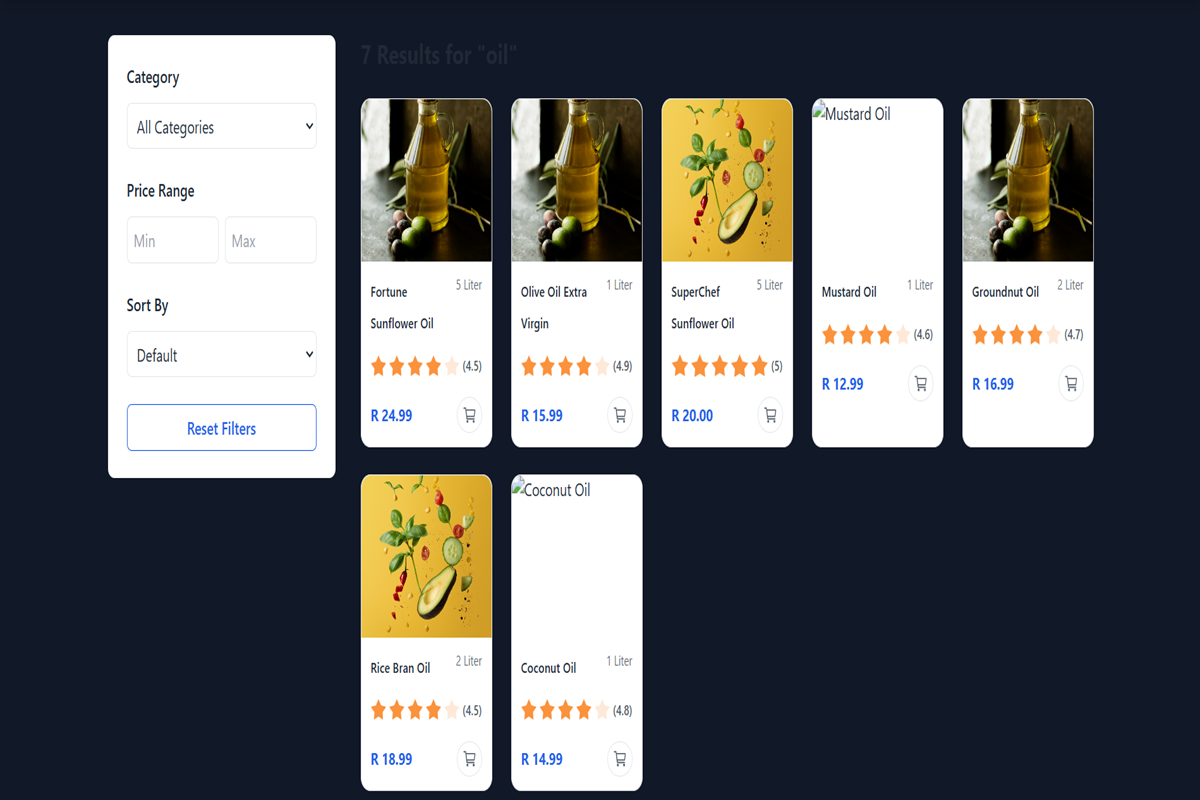 7 Results for "oil"
Category
All Categories
Price Range
Min Max
Sort By
Default
Reset Filters
Fortune Sunflower Oil
5 Liter
(4.5)
R 24.99
Olive Oil Extra Virgin
1 Liter
(4.9)
R 15.99
SuperChef Sunflower Oil
5 Liter
(5)
R 20.00
Mustard Oil
Mustard Oil
1 Liter
(4.6)
R 12.99
Groundnut Oil
2 Liter
(4.7)
R 16.99
Rice Bran Oil
2 Liter
(4.5)
R 18.99
Coconut Oil
Coconut Oil
1 Liter
(4.8)
R 14.99